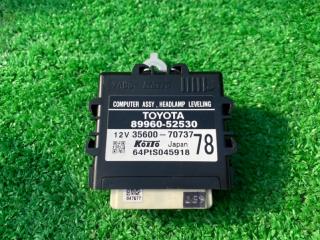 COMPUTER ASSY, HEADLAMP LEVELING
TOYOTA
89960-52530
12V 35600-70737
KOITO Japan 78
64PtS045918